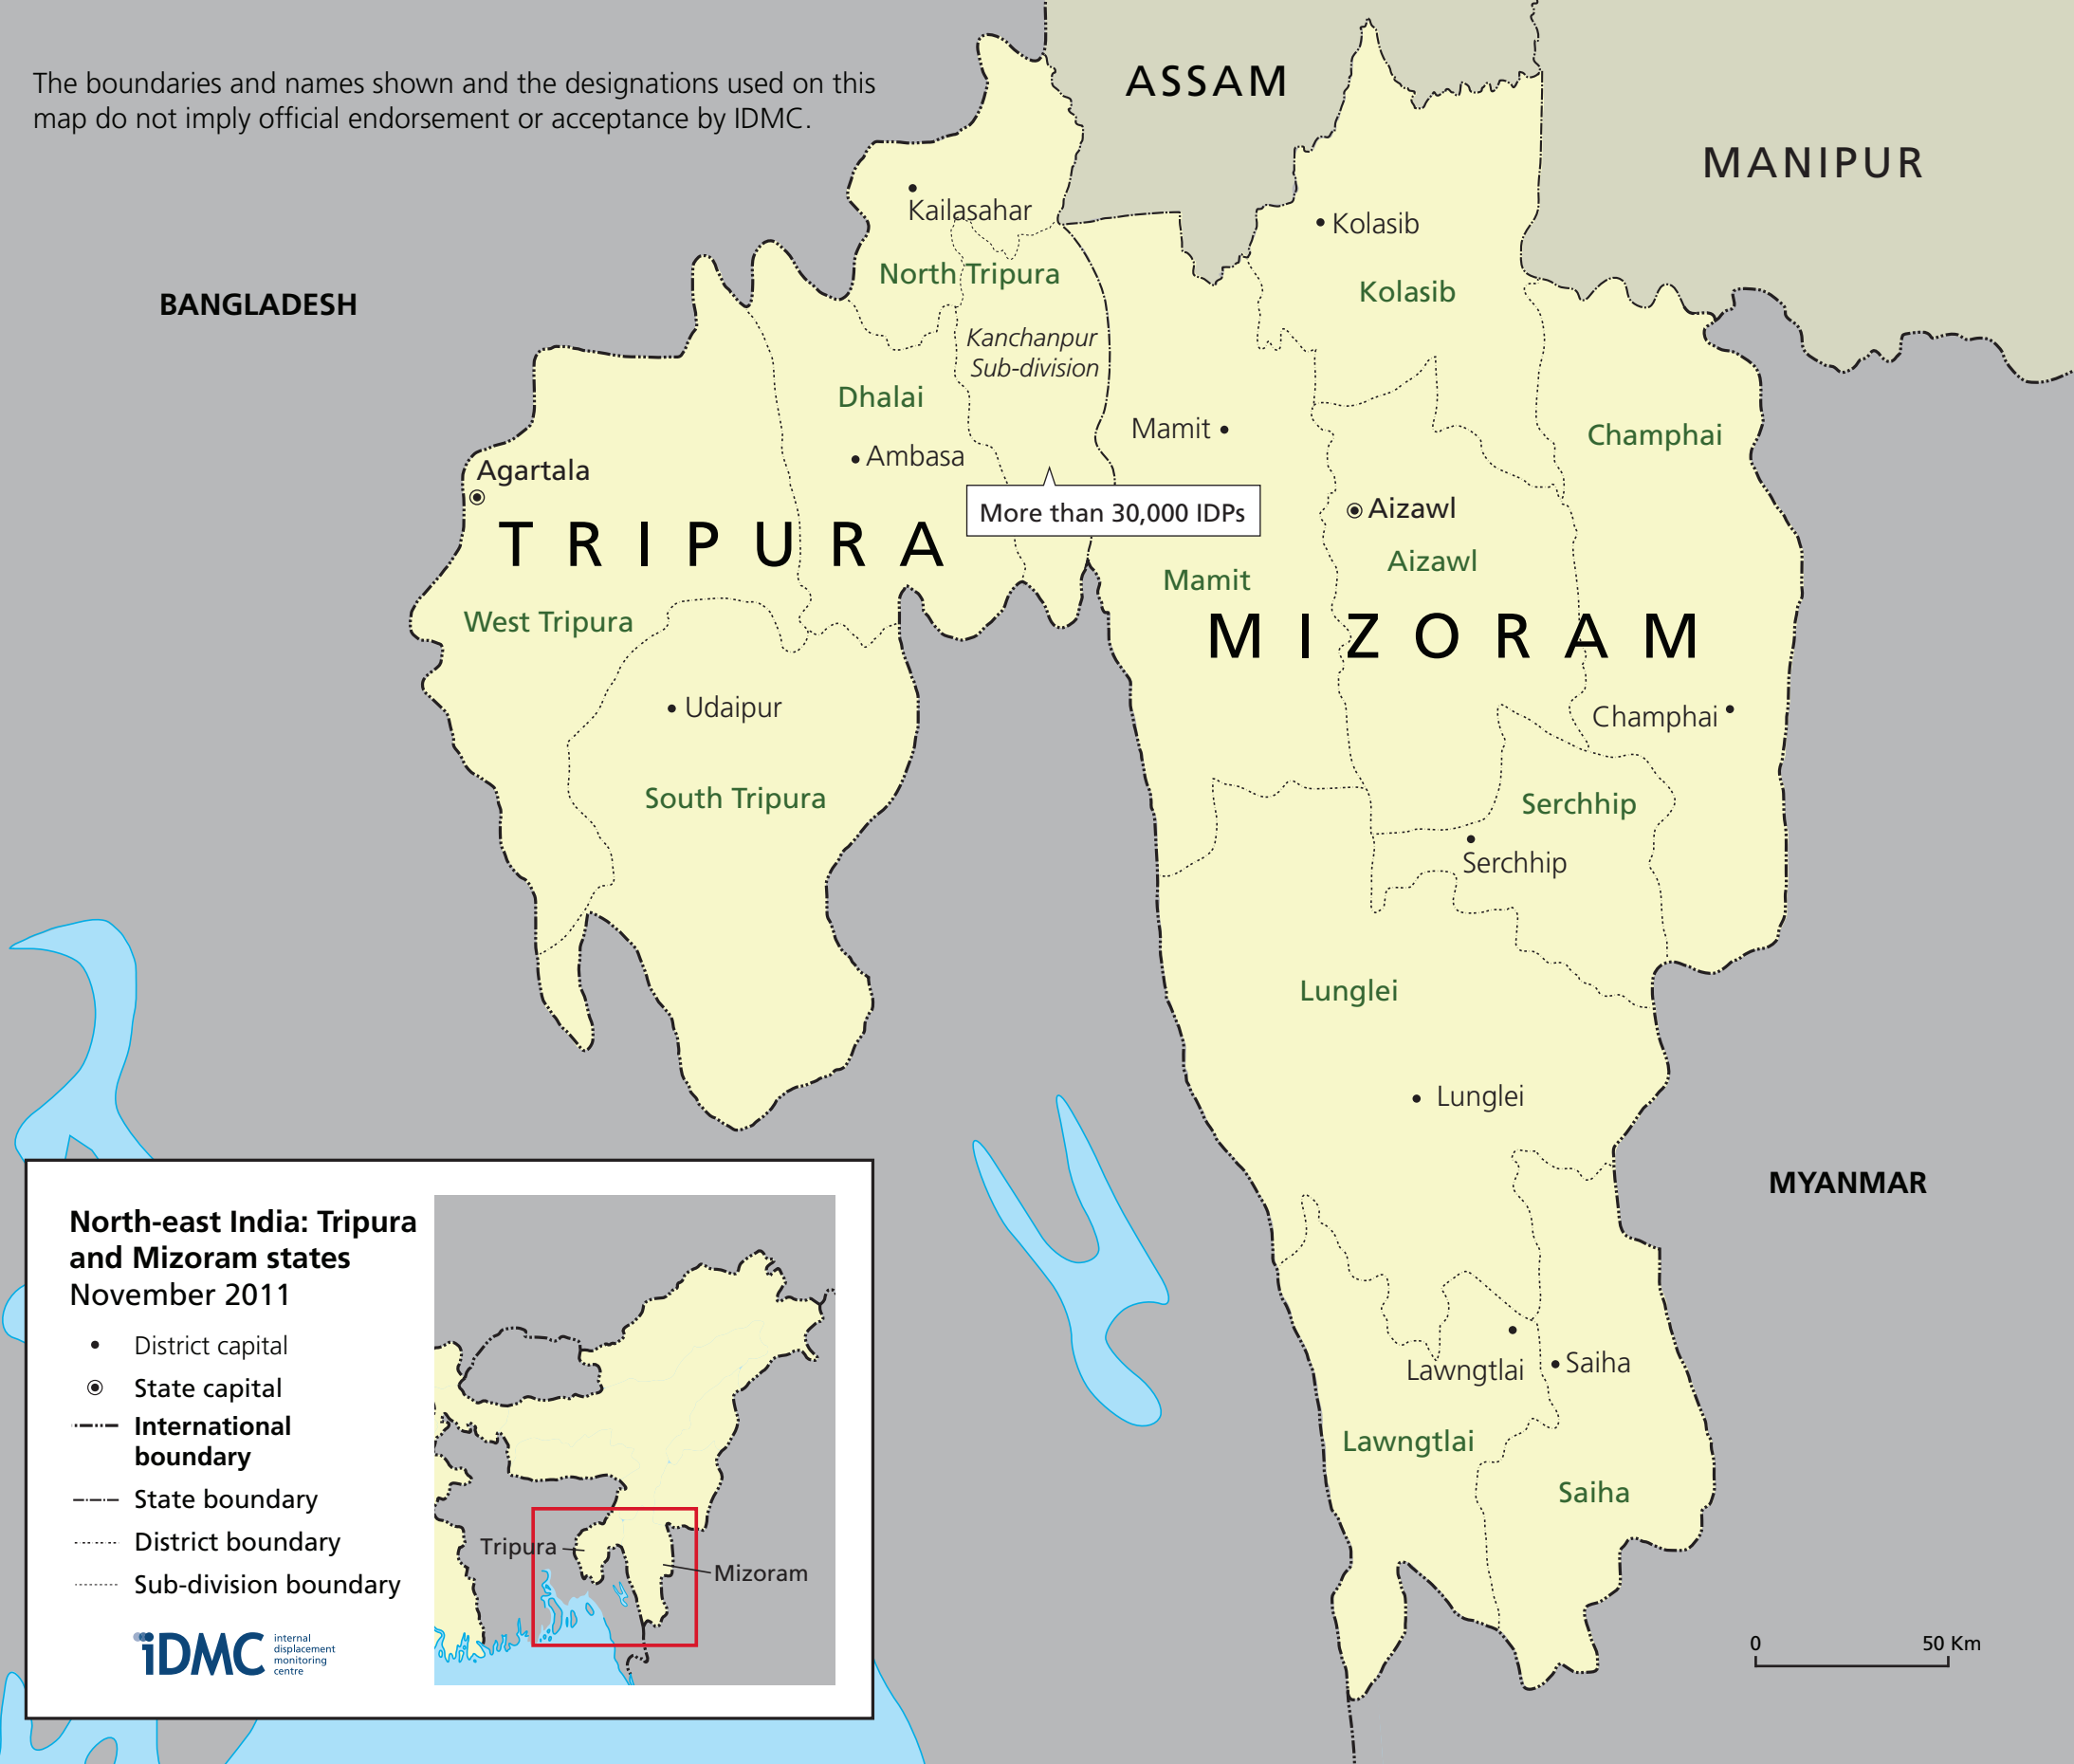 The boundaries and names shown and the designations used on this
map do not imply official endorsement or acceptance by IDMC.
ASSAM
MANIPUR
BANGLADESH
Kailasahar
North Tripura
Kanchanpur
Sub-division
Dhalai
Ambasa
Agartala
TRIPURA
West Tripura
Udaipur
South Tripura
More than 30,000 IDPs
Kolasib
Kolasib
Mamit
Champhai
Aizawl
Aizawl
Mamit
MIZORAM
Champhai
Serchhip
Serchhip
Lunglei
Lunglei
MYANMAR
Lawngtlai
Saiha
Lawngtlai
Saiha
0 50 Km
North-east India: Tripura
and Mizoram states
November 2011
District capital
State capital
International
boundary
State boundary
District boundary
Sub-division boundary
iDMC
internal
displacement
monitoring
centre
Tripura
Mizoram